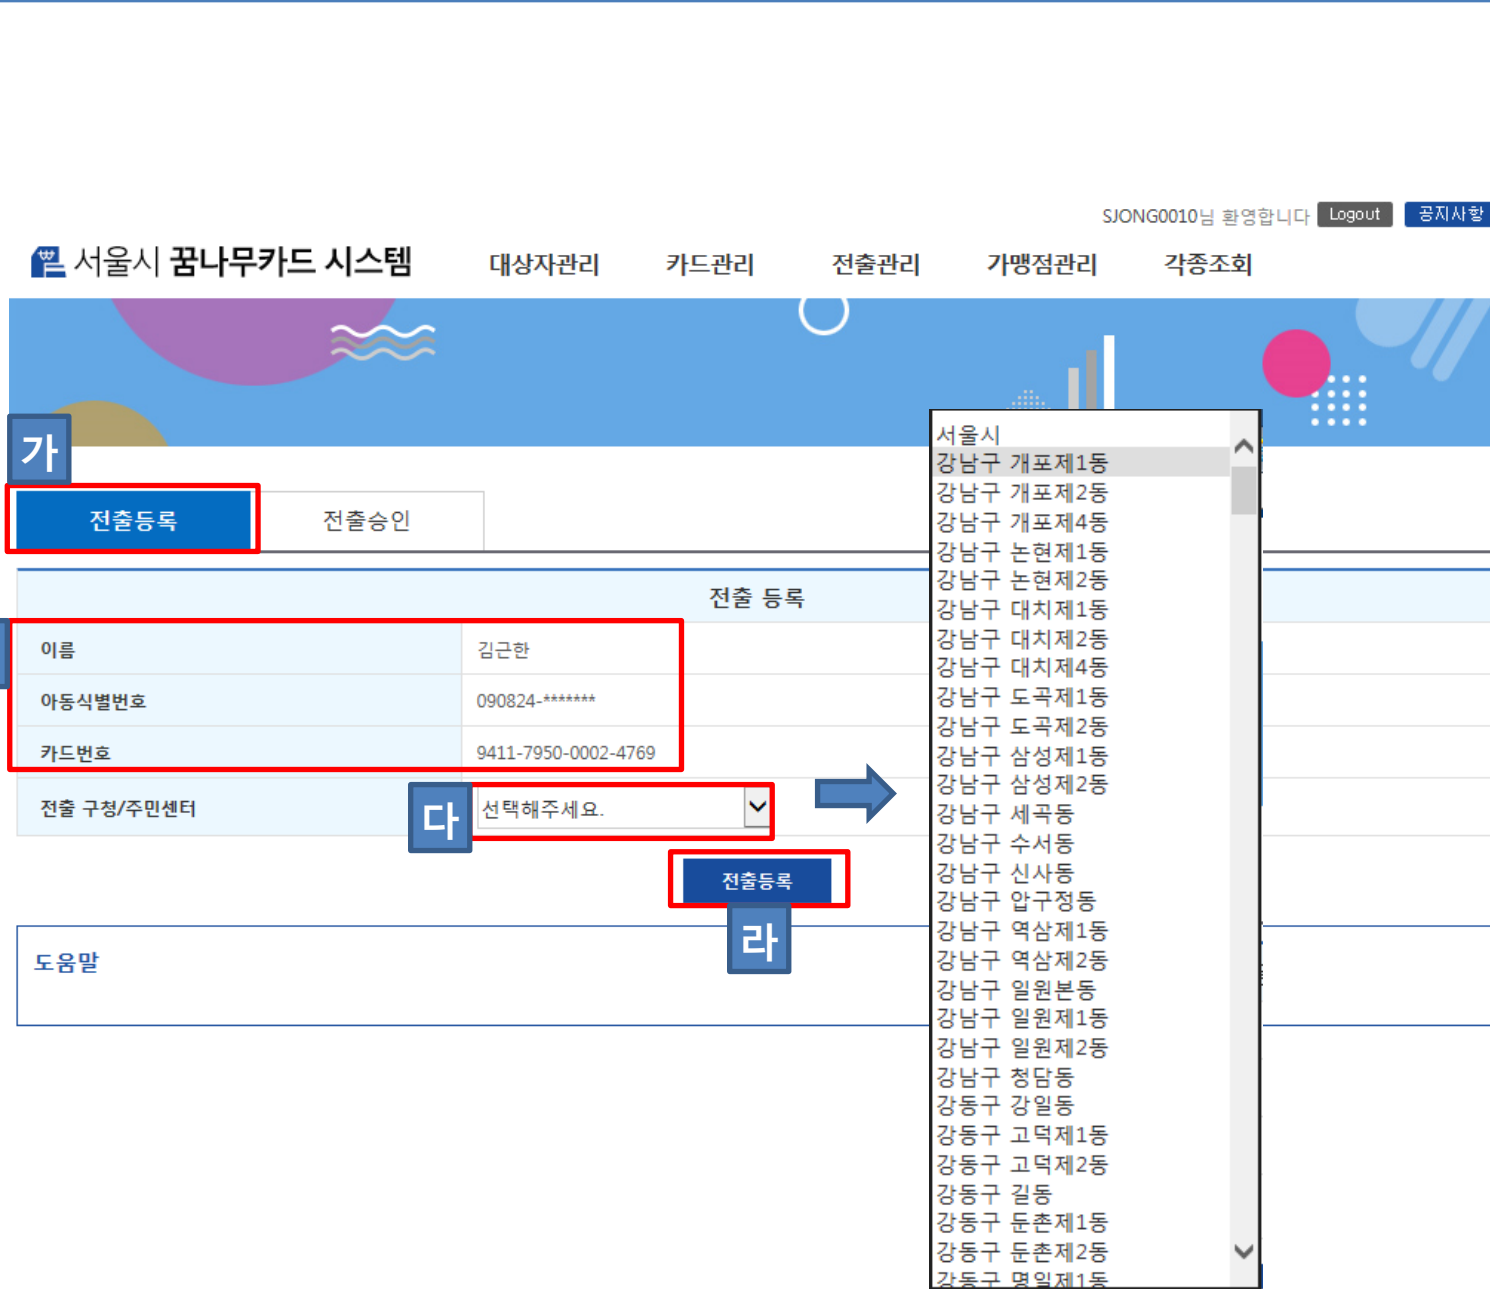 SJONG0010님 환영합니다 Logout 공지사항
서울시 꿈나무카드 시스템 대상자관리 카드관리 전출관리 가맹점관리 각종조회
가
전출등록 전출승인
전출 등록
이름 김근한
아동식별번호 090824-*******
카드번호 9411-7950-0002-4769
전출 구청/주민센터 다 선택해주세요.
전출등록
라
도움말
서울시
강남구 개포제1동
강남구 개포제2동
강남구 개포제4동
강남구 논현제1동
강남구 논현제2동
강남구 대치제1동
강남구 대치제2동
강남구 대치제4동
강남구 도곡제1동
강남구 도곡제2동
강남구 삼성제1동
강남구 삼성제2동
강남구 세곡동
강남구 수서동
강남구 신사동
강남구 압구정동
강남구 역삼제1동
강남구 역삼제2동
강남구 일원본동
강남구 일원제1동
강남구 일원제2동
강남구 청담동
강동구 강일동
강동구 고덕제1동
강동구 고덕제2동
강동구 길동
강동구 둔촌제1동
강동구 둔촌제2동
강동구 명일제1동